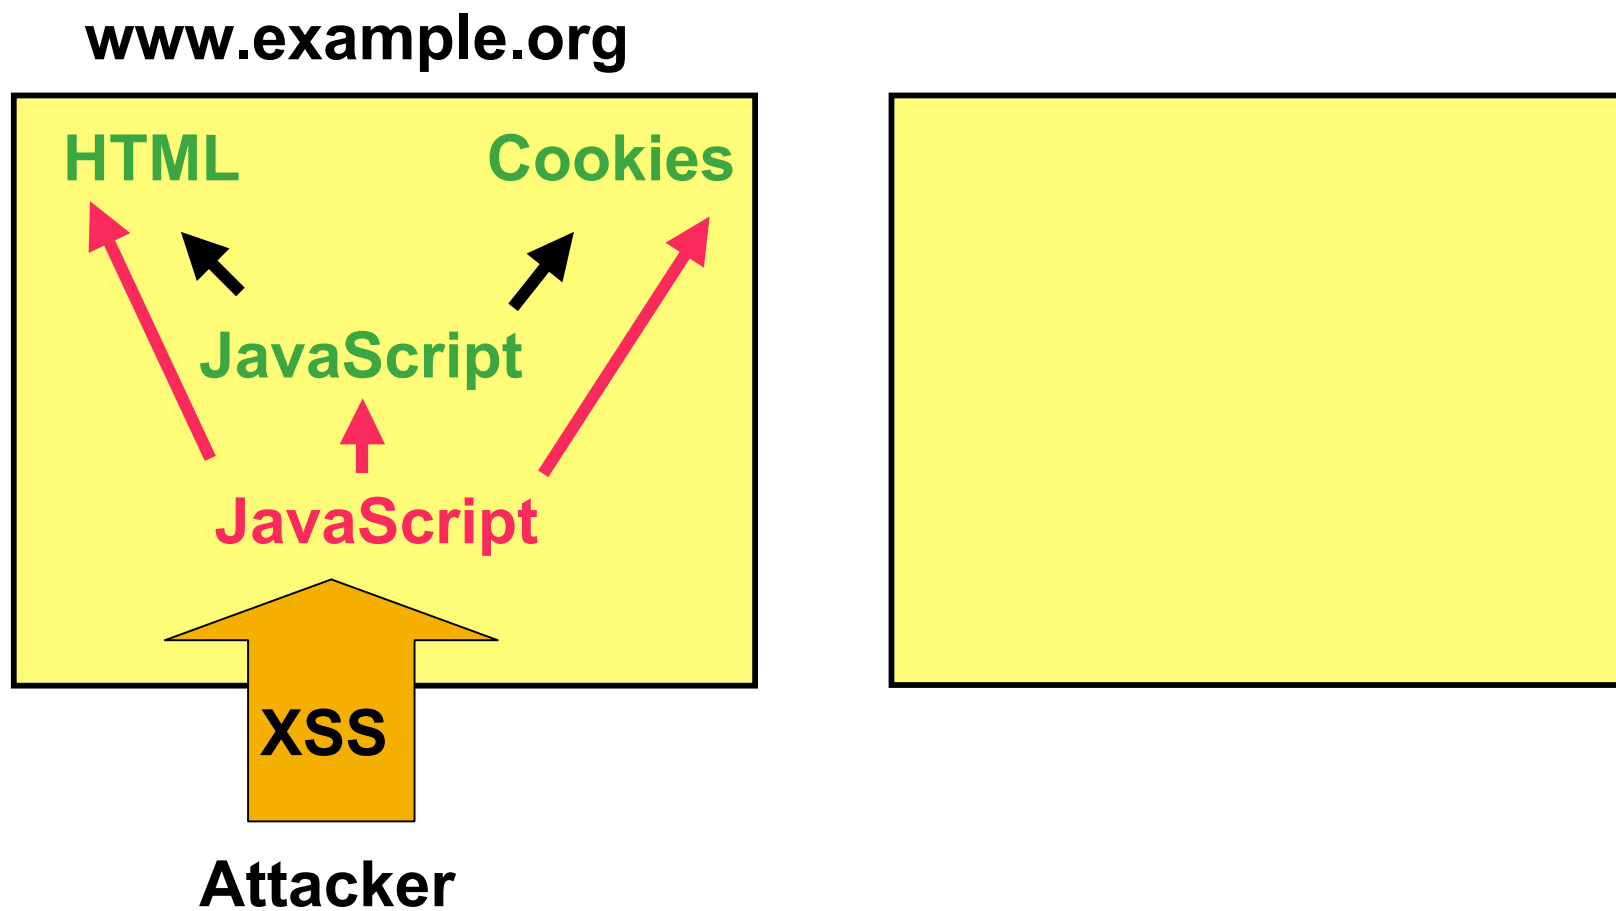 www.example.org
HTML
Cookies
JavaScript
JavaScript
XSS
Attacker